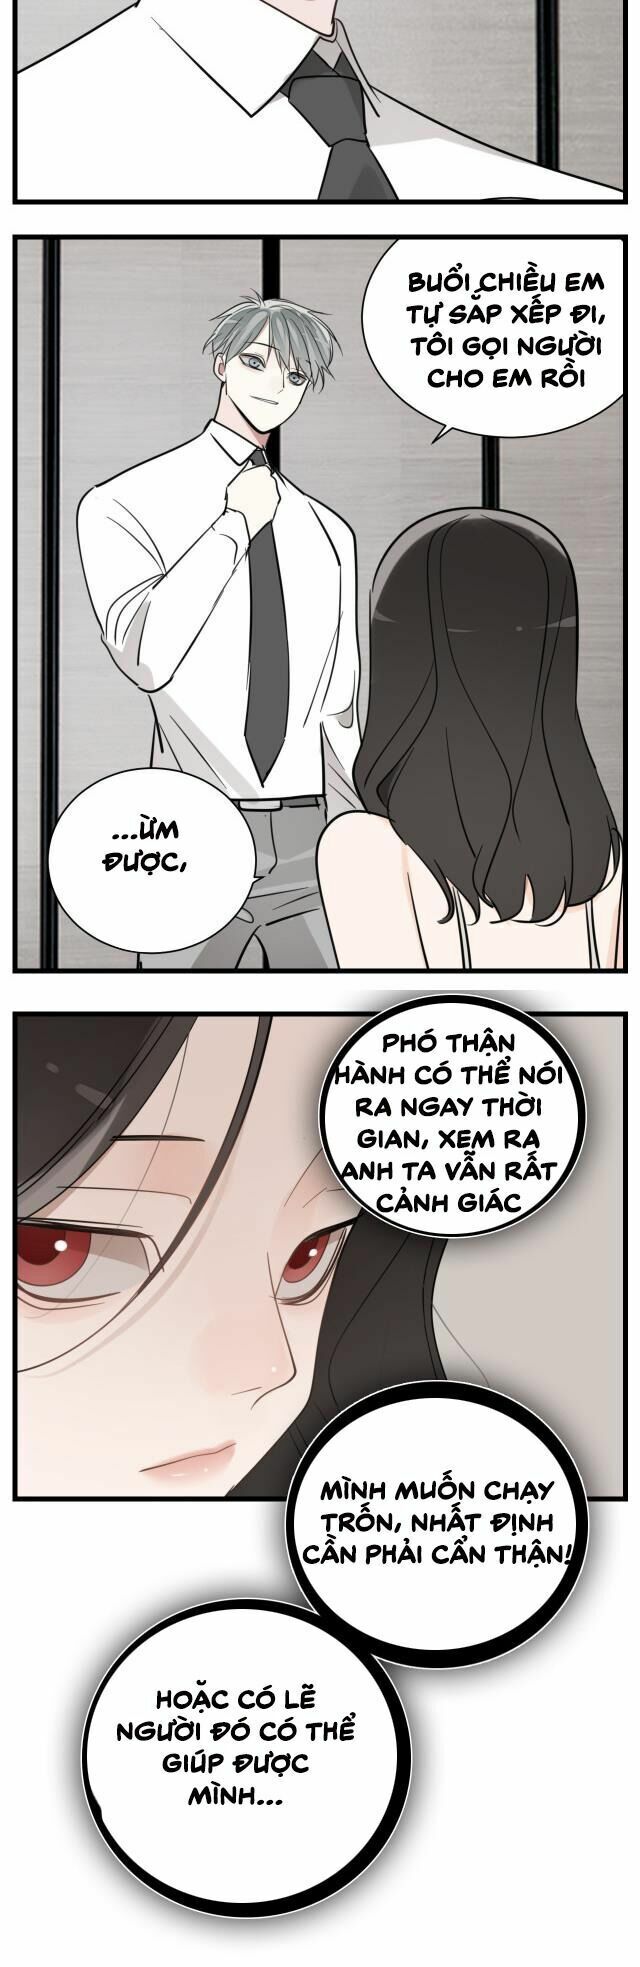 BUỔI CHIỀU EM
TỰ SẮP XẾP ĐI,
TÔI GỌI NGƯỜI
CHO EM RỒI
...ỪM
ĐƯỢC,
PHÓ THẬN
HÀNH CÓ THỂ NÓI
RA NGAY THỜI
GIAN, XEM RA
ANH TA VẪN RẤT
CẢNH GIÁC
MÌNH MUỐN CHẠY
TRỐN, NHẤT ĐỊNH
CẦN PHẢI CẨN THẬN!
HOẶC CÓ LẼ
NGƯỜI ĐÓ CÓ THỂ
GIÚP ĐƯỢC
MÌNH...